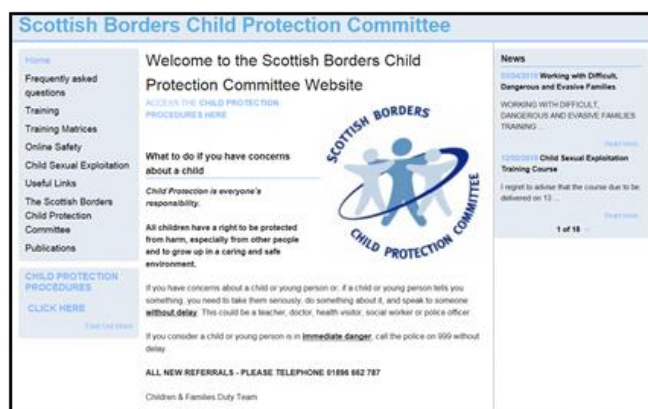 Scottish Borders Child Protection Committee
Home
Frequently asked
questions
Training
Training Matrices
Online Safety
Child Sexual Exploitation
Useful Links
The Scottish Borders
Child Protection
Committee
Publications
CHILD PROTECTION
PROCEDURES
CLICK HERE
Find Out More
Welcome to the Scottish Borders Child
Protection Committee Website
ACCESS THE CHILD PROTECTION
PROCEDURES HERE
SCOTTISH BORDERS
CHILD PROTECTION COMMITTEE
What to do if you have concerns
about a child
Child Protection is everyone's
responsibility.
All children have a right to be protected
from harm, especially from other people
and to grow up in a caring and safe
environment.
If you have concerns about a child or young person or, if a child or young person tells you
something, you need to take them seriously, do something about it, and speak to someone
without delay. This could be a teacher, doctor, health visitor, social worker or police officer.
If you consider a child or young person is in immediate danger, call the police on 999 without
delay.
ALL NEW REFERRALS - PLEASE TELEPHONE 01896 662 787
Children & Families Duty Team
News
Working with Difficult,
Dangerous and Evasive Families
WORKING WITH DIFFICULT,
DANGEROUS AND EVASIVE FAMILIES
TRAINING ...
Read more
Child Sexual Exploitation
Training Course
I regret to advise that the course due to be
delivered on 13 ...
Read more
1 of 18